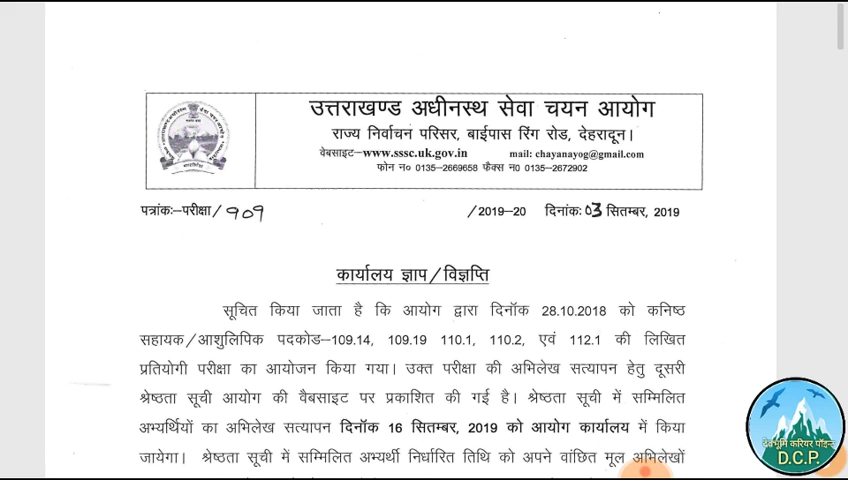 उत्तराखण्ड अधीनस्थ सेवा चयन आयोग
राज्य निर्वाचन परिसर, बाईपास रिंग रोड, देहरादून।
वेबसाइट-www.sssc.uk.gov.in mail: chayanayog@gmail.com
फोन न० 0135-2669658 फैक्स न0 0135-2672902
पत्रांकः-परीक्षा/909 /2019-20 दिनांकः 03 सितम्बर, 2019
कार्यालय ज्ञाप/विज्ञप्ति
सूचित किया जाता है कि आयोग द्वारा दिनॉक 28.10.2018 को कनिष्ठ
सहायक/आशुलिपिक पदकोड-109.14, 109.19 110.1, 110.2, एवं 112.1 की लिखित
प्रतियोगी परीक्षा का आयोजन किया गया। उक्त परीक्षा की अभिलेख सत्यापन हेतु दूसरी
श्रेष्ठता सूची आयोग की वैबसाइट पर प्रकाशित की गई है। श्रेष्ठता सूची में सम्मिलित
अभ्यर्थियों का अभिलेख सत्यापन दिनॉक 16 सितम्बर, 2019 को आयोग कार्यालय में किया
जायेगा। श्रेष्ठता सूची में सम्मिलित अभ्यर्थी निर्धारित तिथि को अपने वांछित मूल अभिलेखों
देवभूमि करियर पॉइन्ट
D.C.P.